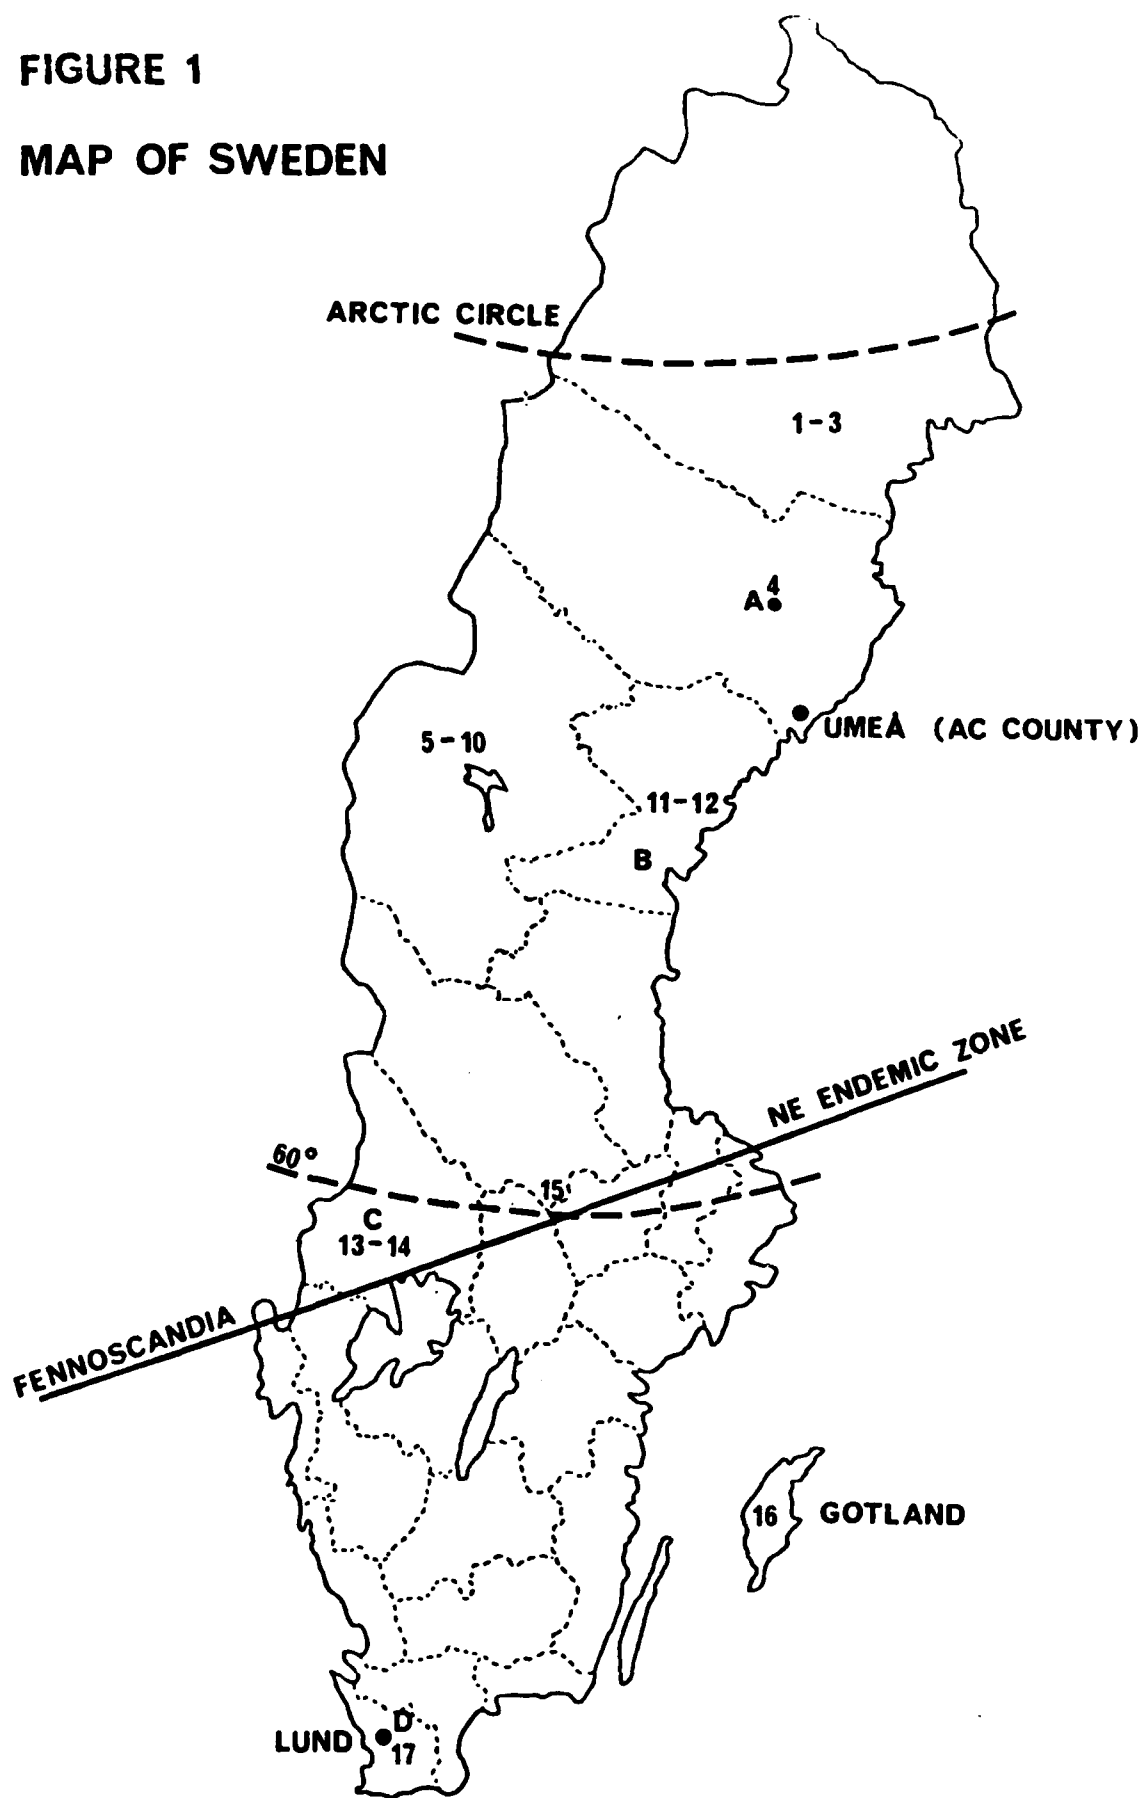 FIGURE 1
MAP OF SWEDEN
ARCTIC CIRCLE
1-3
4
A
UMEÅ (AC COUNTY)
5-10
11-12
B
NE ENDEMIC ZONE
60°
15
C
13-14
FENNOSCANDIA
16
GOTLAND
D
LUND
17